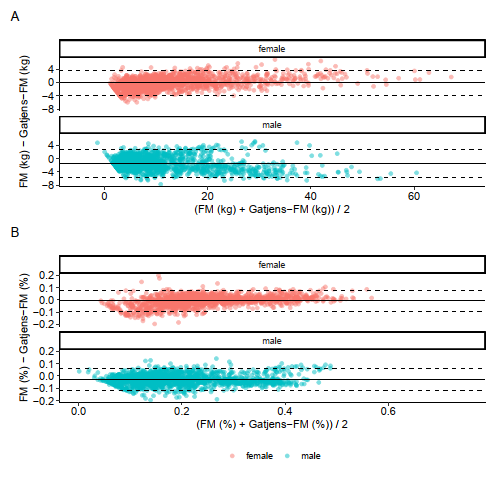 A
female
4
0
−4
−8
male
4
0
−4
−8
FM (kg) − Gatjens−FM (kg)
0
20
40
60
(FM (kg) + Gatjens−FM (kg)) / 2
B
female
0.2
0.1
0.0
−0.1
−0.2
male
0.2
0.1
0.0
−0.1
−0.2
FM (%) − Gatjens−FM (%)
0.0
0.2
0.4
0.6
(FM (%) + Gatjens−FM (%)) / 2
female male